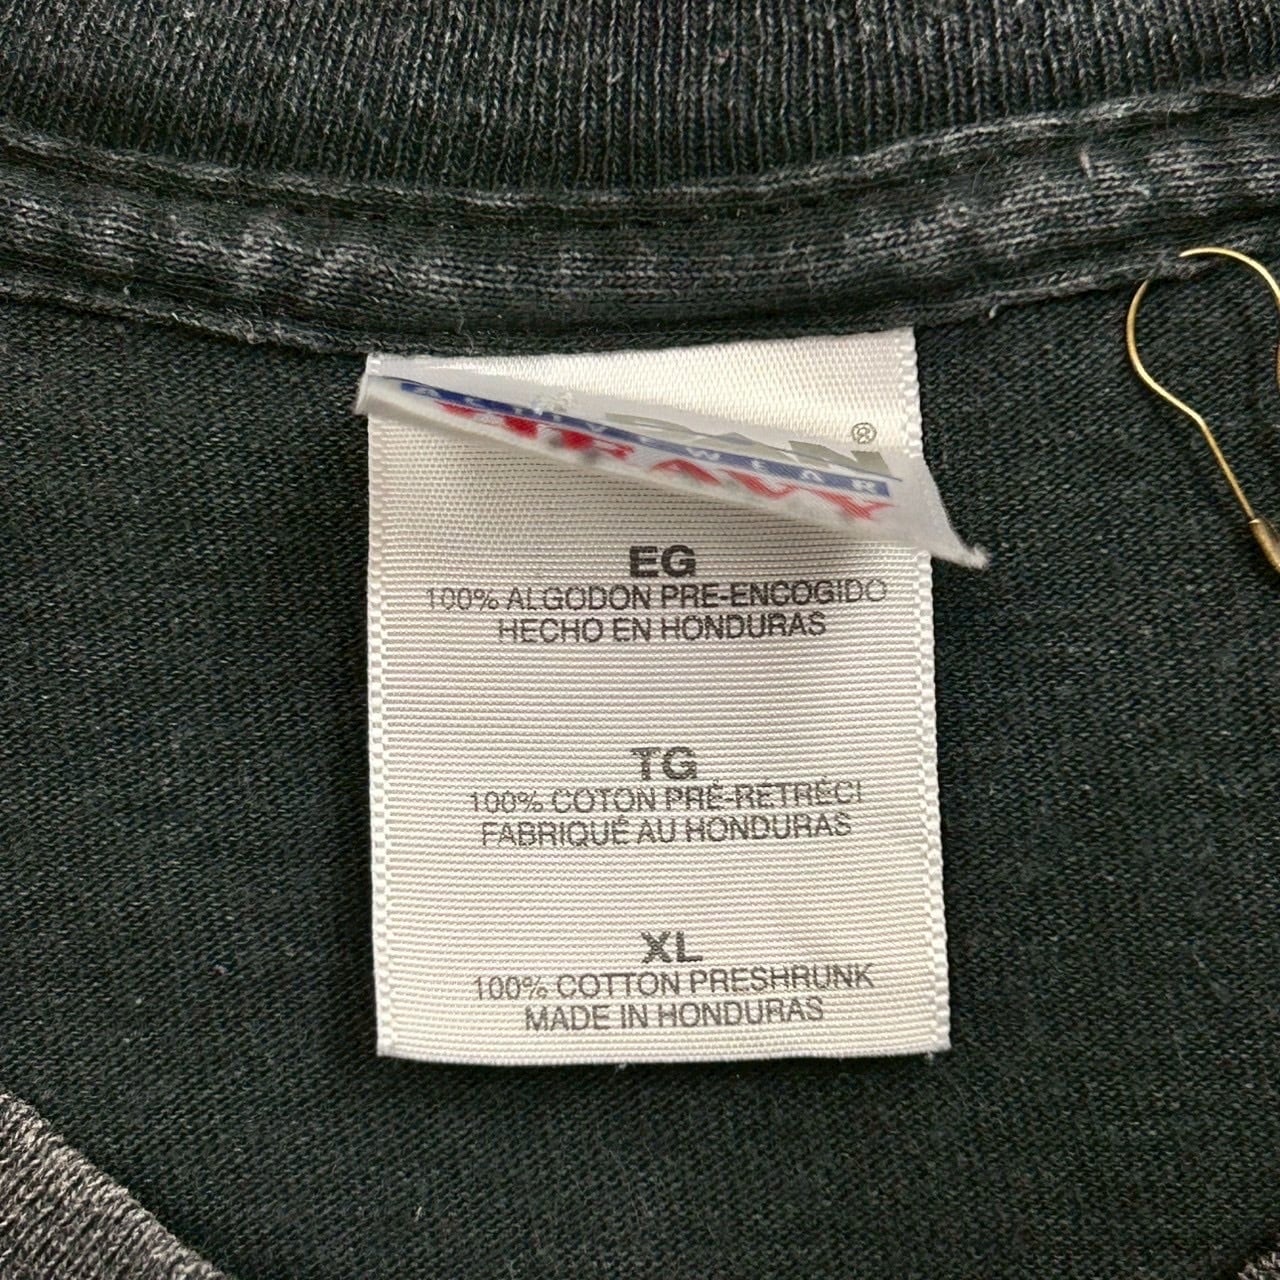 ACTIVEWEAR
®
EG
100% ALGODON PRE-ENCOGIDO
HECHO EN HONDURAS
TG
100% COTON PRÉ-RÉTRÉCI
FABRIQUÉ AU HONDURAS
XL
100% COTTON PRESHRUNK
MADE IN HONDURAS